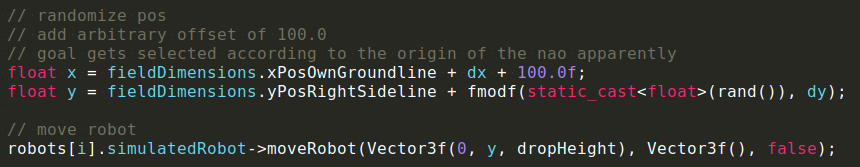 // randomize pos
// add arbitrary offset of 100.0
// goal gets selected according to the origin of the nao apparently
float x = fieldDimensions.xPosOwnGroundline + dx + 100.0f;
float y = fieldDimensions.yPosRightSideline + fmodf(static_cast<float>(rand()), dy);
// move robot
robots[i].simulatedRobot->moveRobot(Vector3f(0, y, dropHeight), Vector3f(), false);